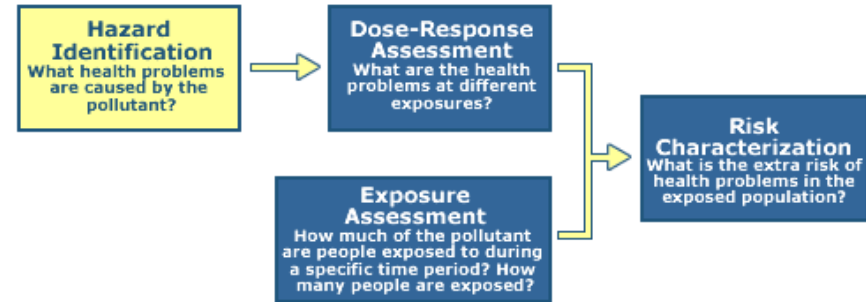 Hazard
Identification
What health problems
are caused by the
pollutant?
Dose-Response
Assessment
What are the health
problems at different
exposures?
Exposure
Assessment
How much of the pollutant
are people exposed to during
a specific time period? How
many people are exposed?
Risk
Characterization
What is the extra risk of
health problems in the
exposed population?